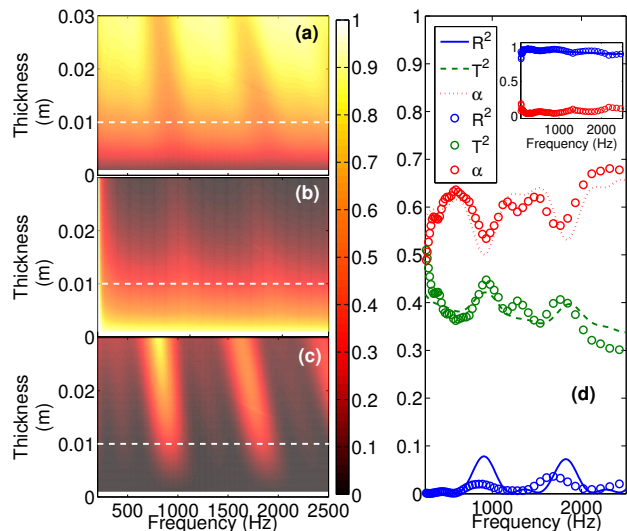 (a)
0.03
0.02
0.01
0
Thickness
(m)
(b)
0.02
0.01
0
Thickness
(m)
(c)
0.02
0.01
0
Thickness
(m)
500 1000 1500 2000 2500
Frequency (Hz)
1
0.9
0.8
0.7
0.6
0.5
0.4
0.3
0.2
0.1
0
1
0.9
0.8
0.7
0.6
0.5
0.4
0.3
0.2
0.1
0
R²
T²
α
R²
T²
α
1
0.5
0
1000 2000
Frequency (Hz)
(d)
1000 2000
Frequency (Hz)